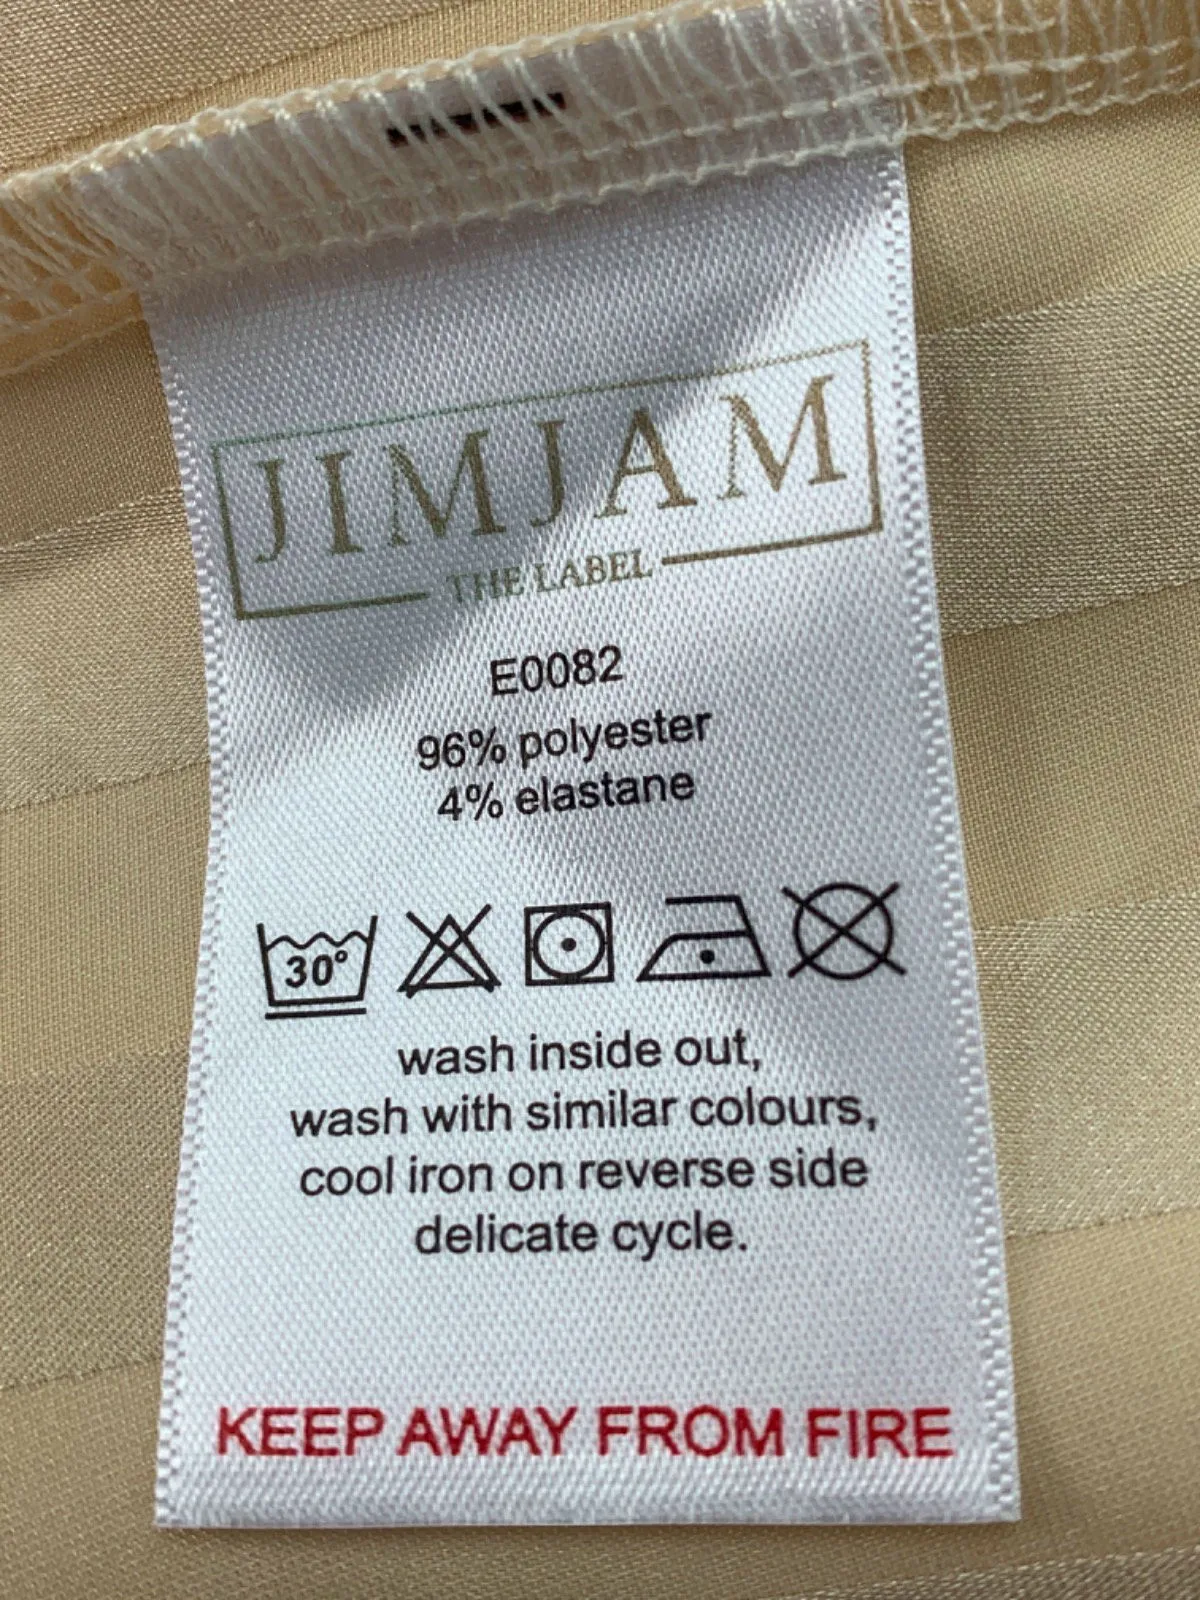 JIMJAM
THE LABEL
E0082
96% polyester
4% elastane
30°
wash inside out,
wash with similar colours,
cool iron on reverse side
delicate cycle.
KEEP AWAY FROM FIRE